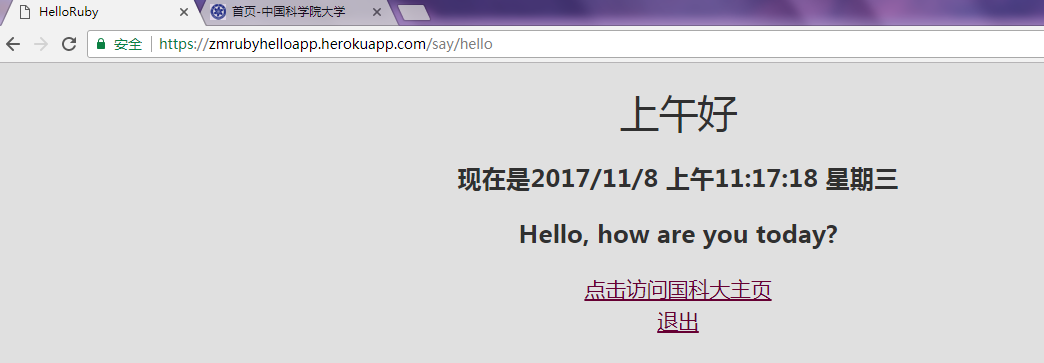 HelloRuby
首页-中国科学院大学
安全 https://zmrubyhelloapp.herokuapp.com/say/hello
上午好
现在是2017/11/8 上午11:17:18 星期三
Hello, how are you today?
点击访问国科大主页
退出